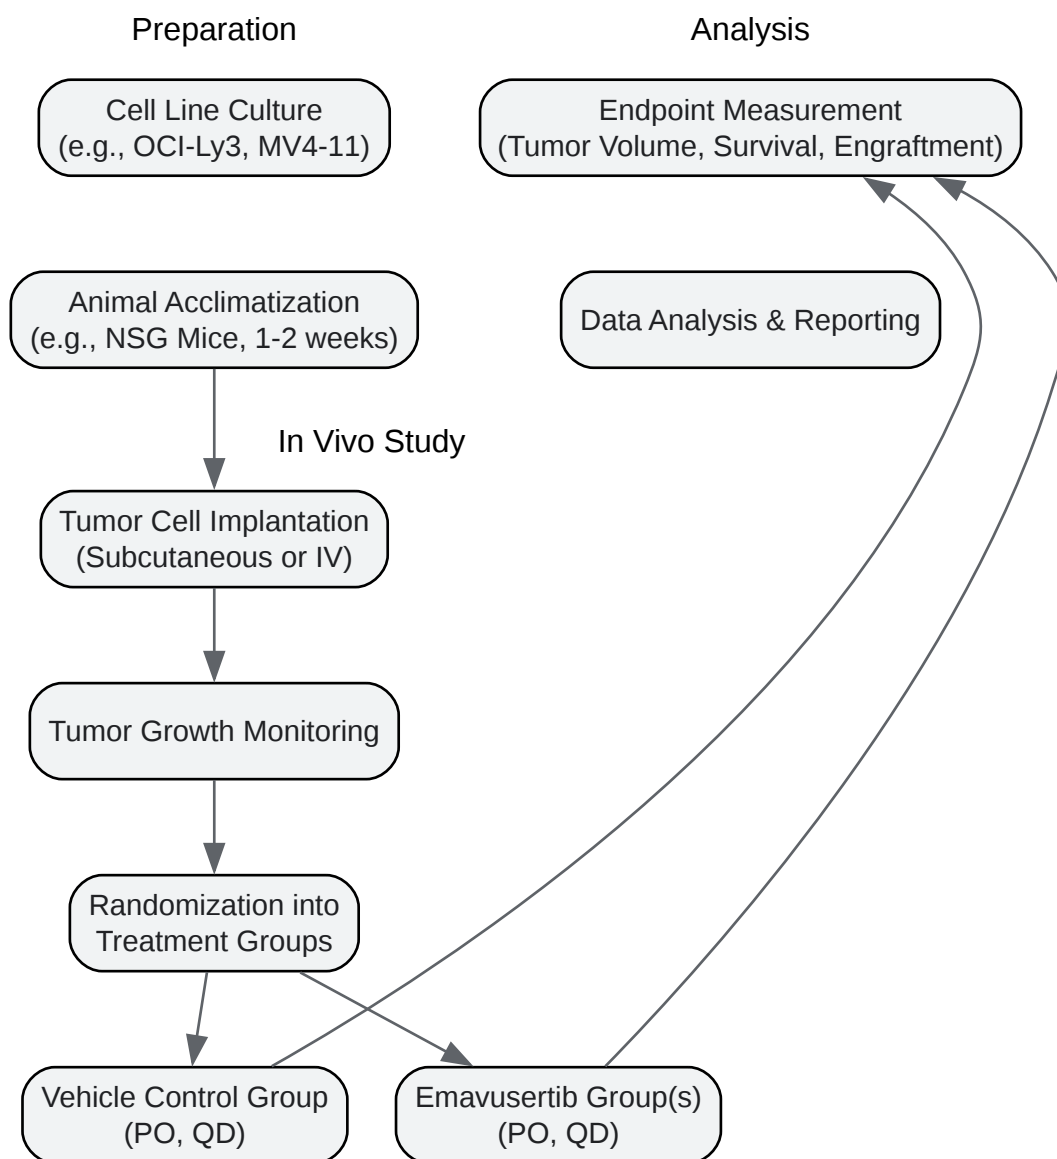 Preparation
Cell Line Culture
(e.g., OCI-Ly3, MV4-11)
Animal Acclimatization
(e.g., NSG Mice, 1-2 weeks)
In Vivo Study
Tumor Cell Implantation
(Subcutaneous or IV)
Tumor Growth Monitoring
Randomization into
Treatment Groups
Vehicle Control Group
(PO, QD)
Emavusertib Group(s)
(PO, QD)
Analysis
Endpoint Measurement
(Tumor Volume, Survival, Engraftment)
Data Analysis & Reporting